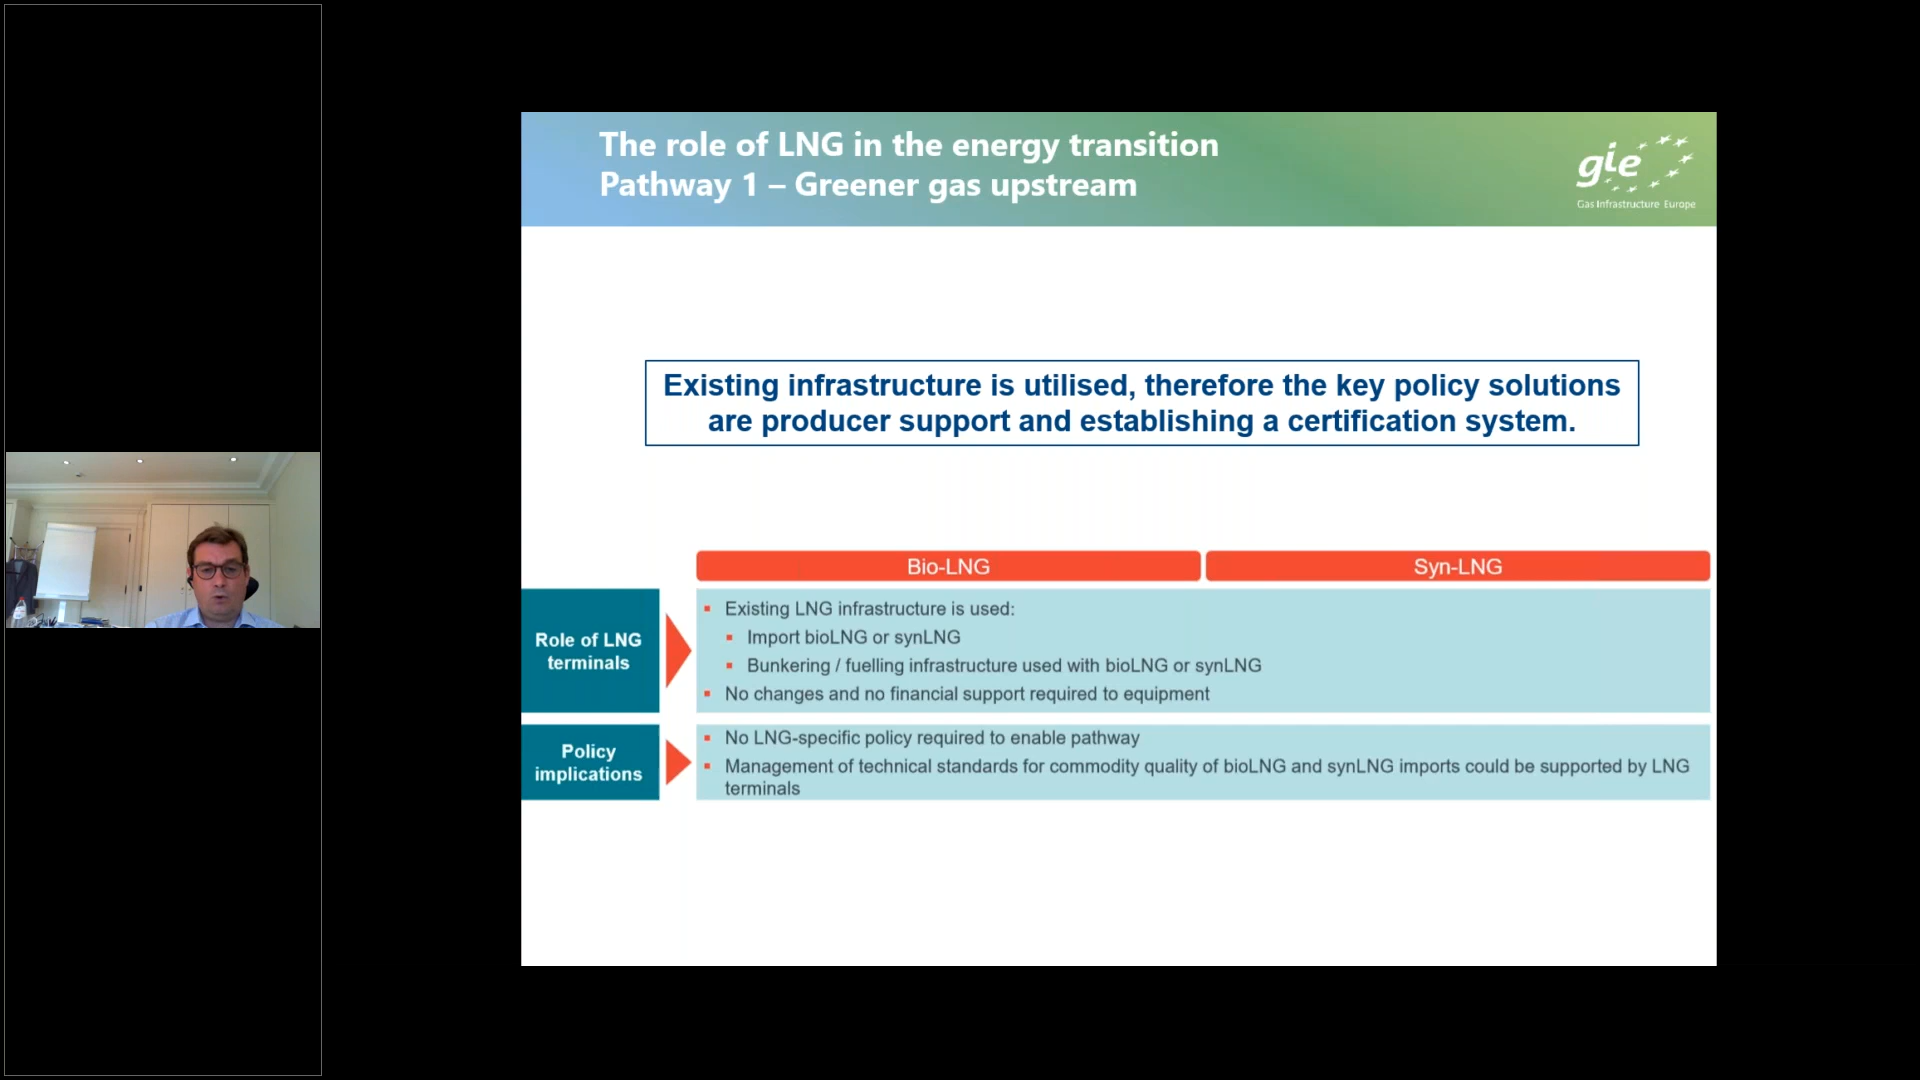 The role of LNG in the energy transition
Pathway 1 – Greener gas upstream
gie
Gas Infrastructure Europe
Existing infrastructure is utilised, therefore the key policy solutions
are producer support and establishing a certification system.
Bio-LNG
Syn-LNG
Role of LNG
terminals
Existing LNG infrastructure is used:
Import bioLNG or synLNG
Bunkering / fuelling infrastructure used with bioLNG or synLNG
No changes and no financial support required to equipment
Policy
implications
No LNG-specific policy required to enable pathway
Management of technical standards for commodity quality of bioLNG and synLNG imports could be supported by LNG
terminals